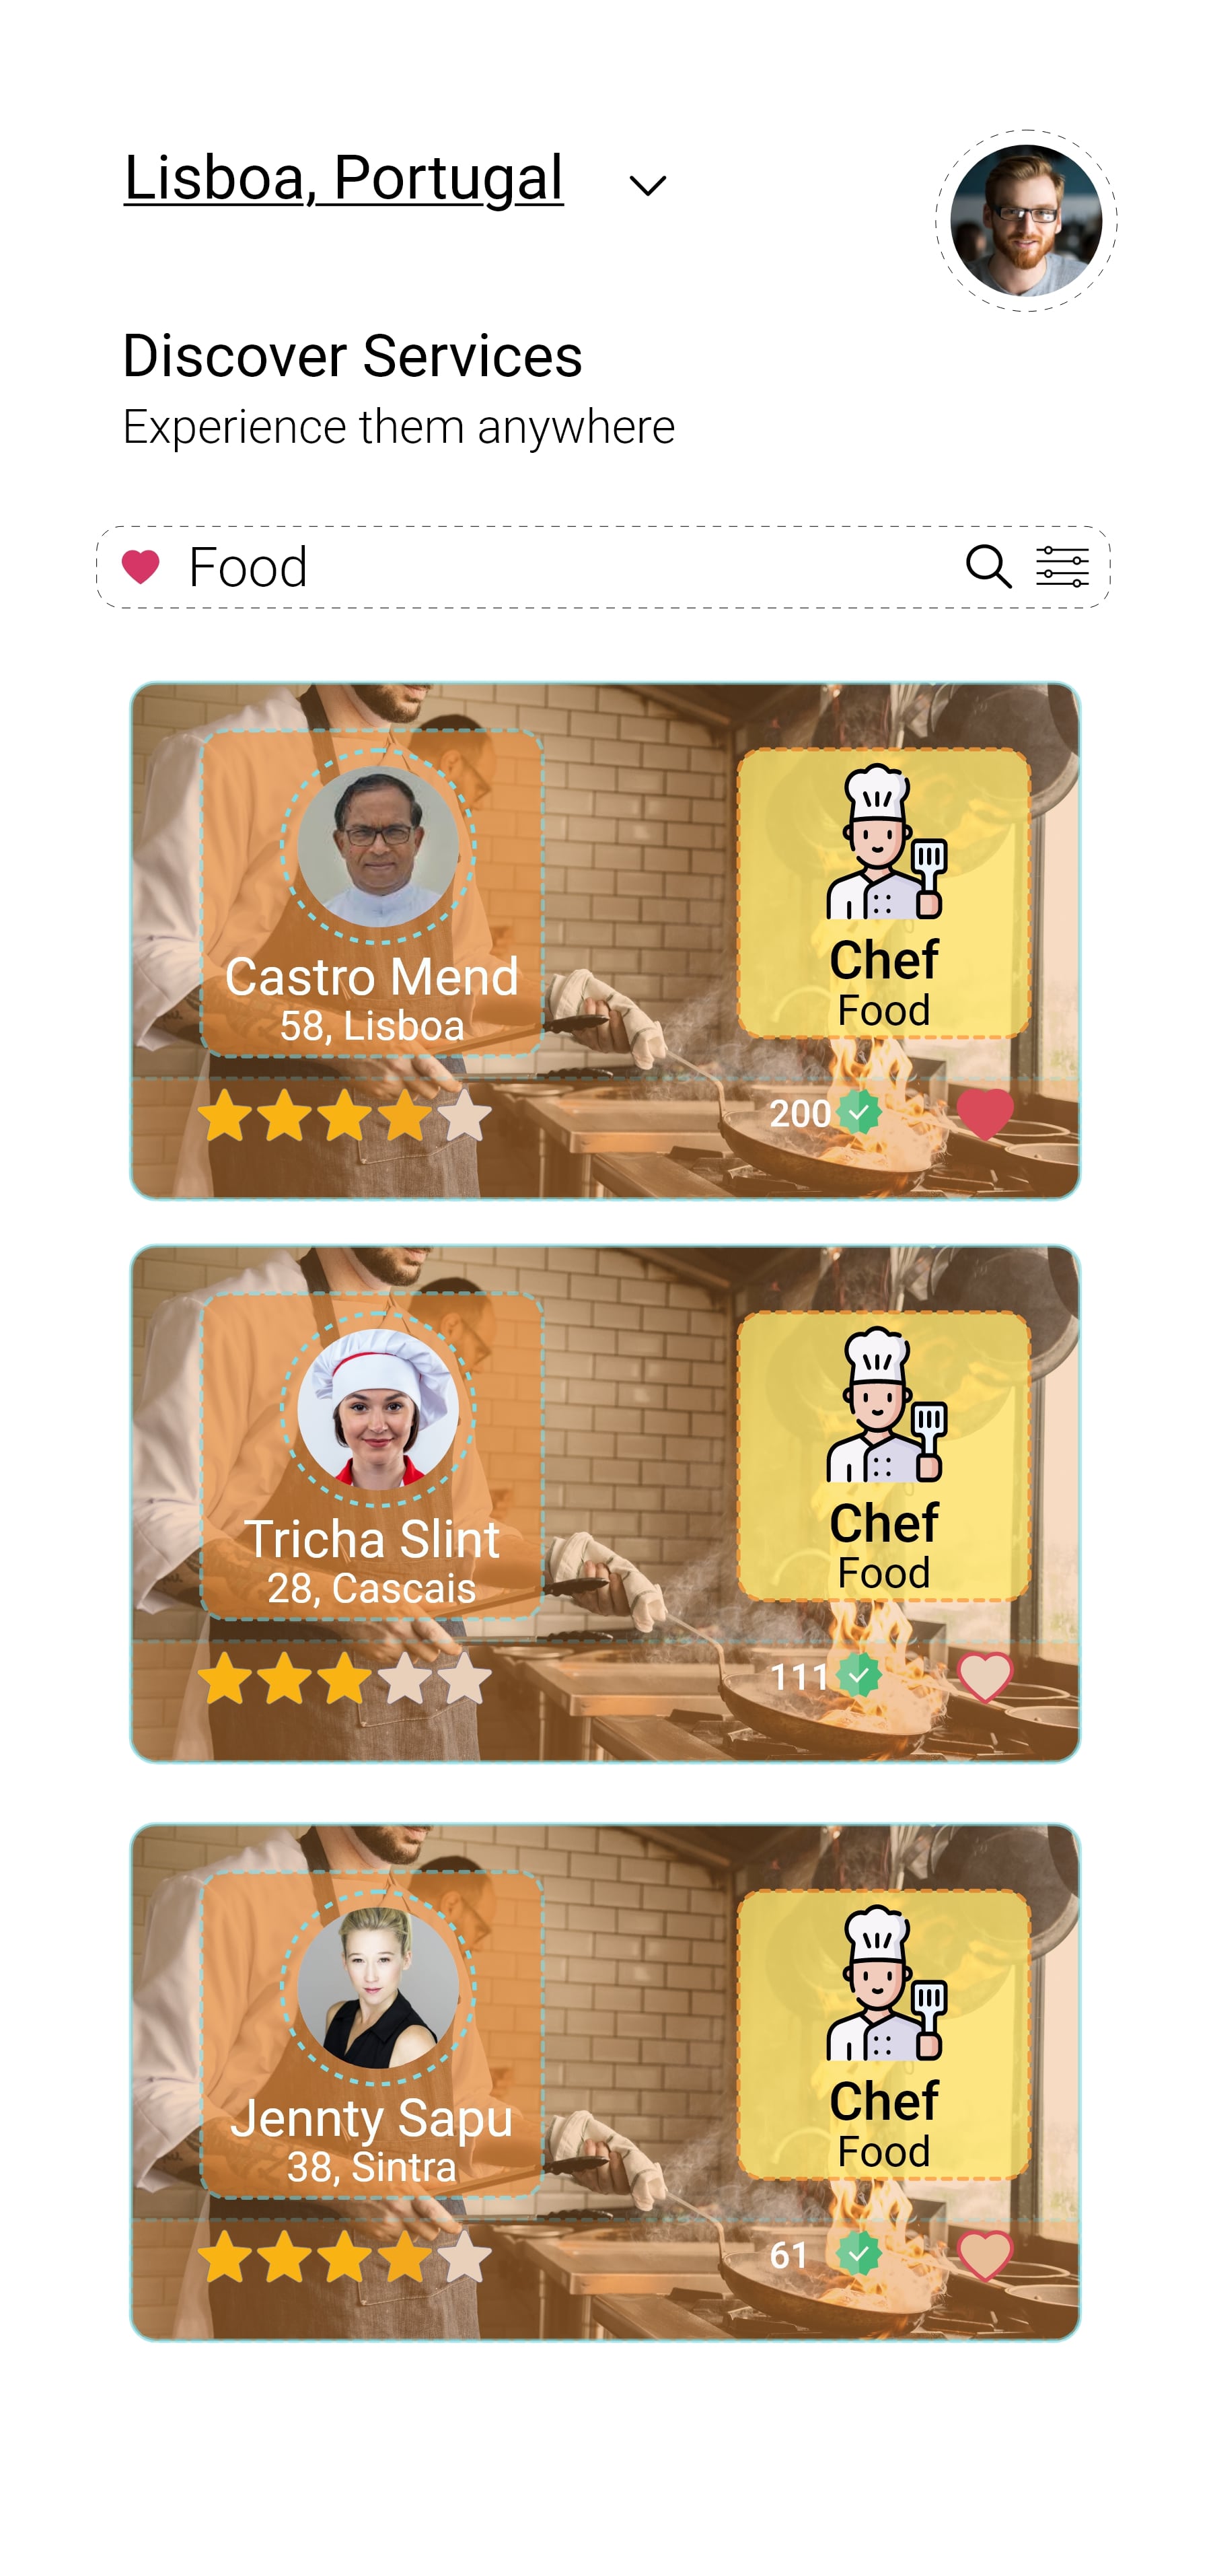 Lisboa, Portugal
Discover Services
Experience them anywhere
Food
Castro Mend
58, Lisboa
Chef
Food
200
Tricha Slint
28, Cascais
Chef
Food
111
Jennty Sapu
38, Sintra
Chef
Food
61